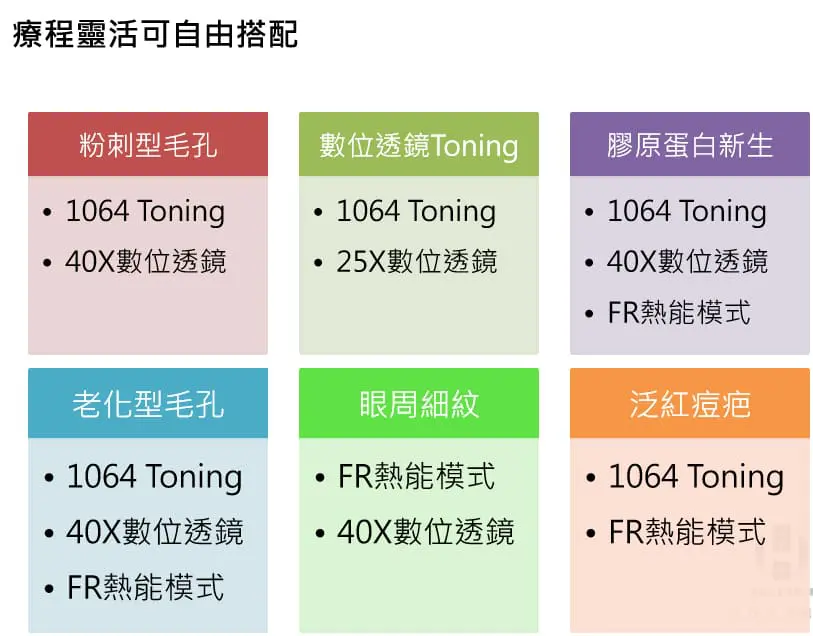 療程靈活可自由搭配
粉刺型毛孔
• 1064 Toning
• 40X數位透鏡
數位透鏡Toning
• 1064 Toning
• 25X數位透鏡
膠原蛋白新生
• 1064 Toning
• 40X數位透鏡
• FR熱能模式
老化型毛孔
• 1064 Toning
• 40X數位透鏡
• FR熱能模式
眼周細紋
• FR熱能模式
• 40X數位透鏡
泛紅痘疤
• 1064 Toning
• FR熱能模式